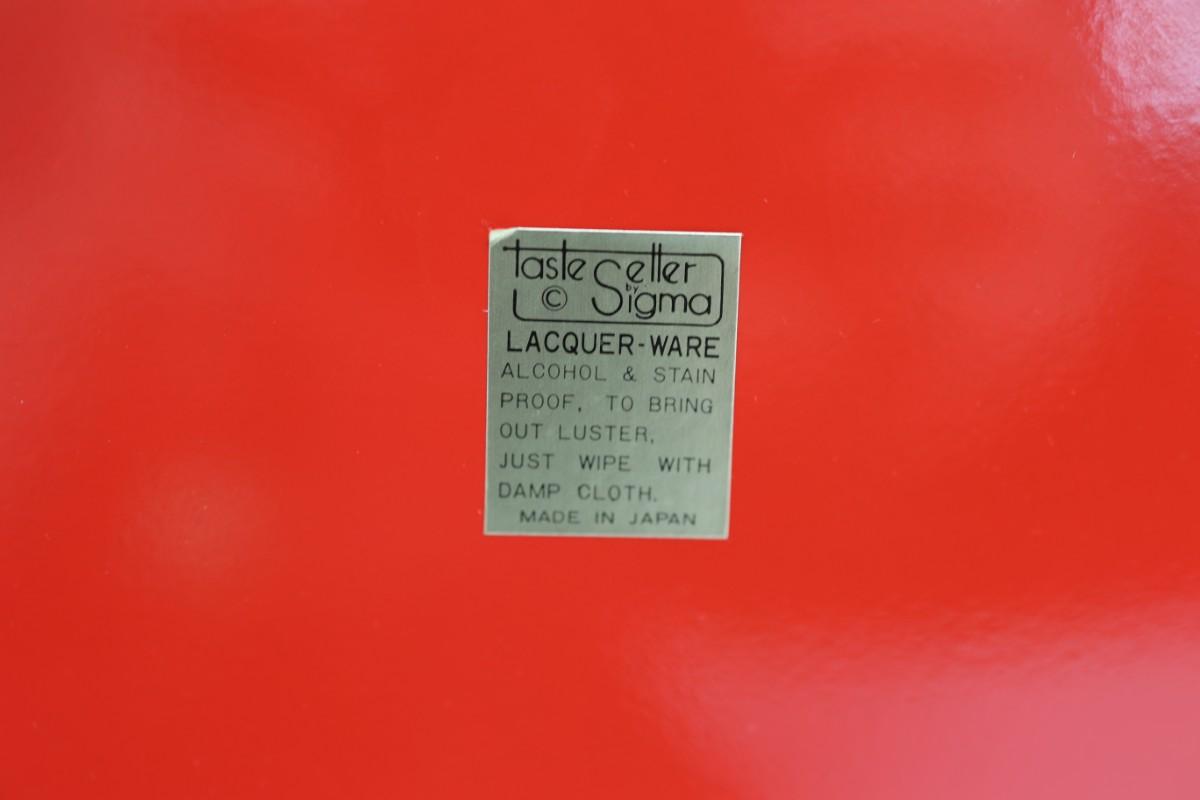 taste Setter
© by Sigma
LACQUER-WARE
ALCOHOL & STAIN
PROOF, TO BRING
OUT LUSTER,
JUST WIPE WITH
DAMP CLOTH.
MADE IN JAPAN